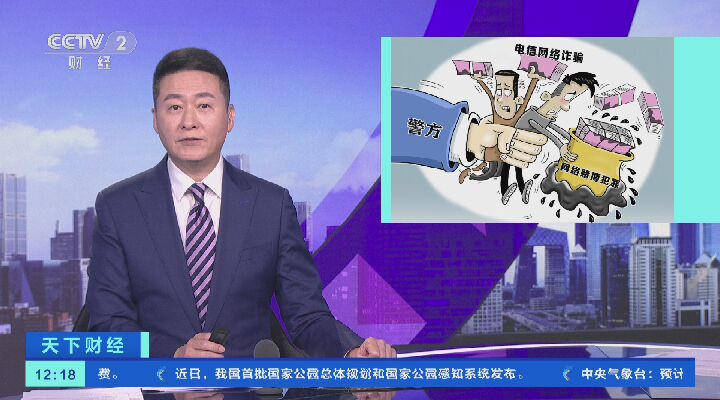 CCTV 2
财经
电信网络诈骗
警方
网络赌博犯罪
天下财经
12:18 费。 近日，我国首批国家公园总体规划和国家公园感知系统发布。 中央气象台：预计